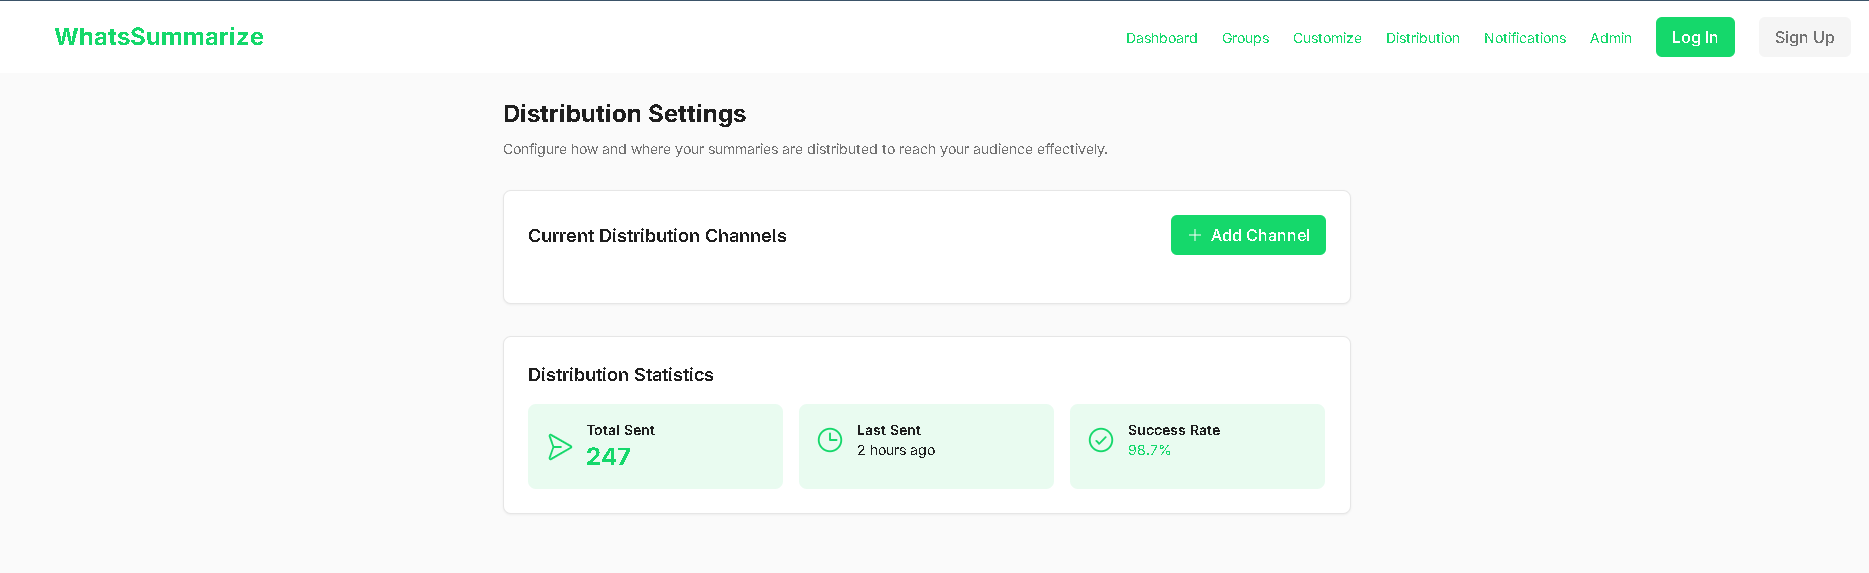 WhatsSummarize
Dashboard Groups Customize Distribution Notifications Admin Log In Sign Up
Distribution Settings
Configure how and where your summaries are distributed to reach your audience effectively.
Current Distribution Channels
Add Channel
Distribution Statistics
Total Sent
247
Last Sent
2 hours ago
Success Rate
98.7%